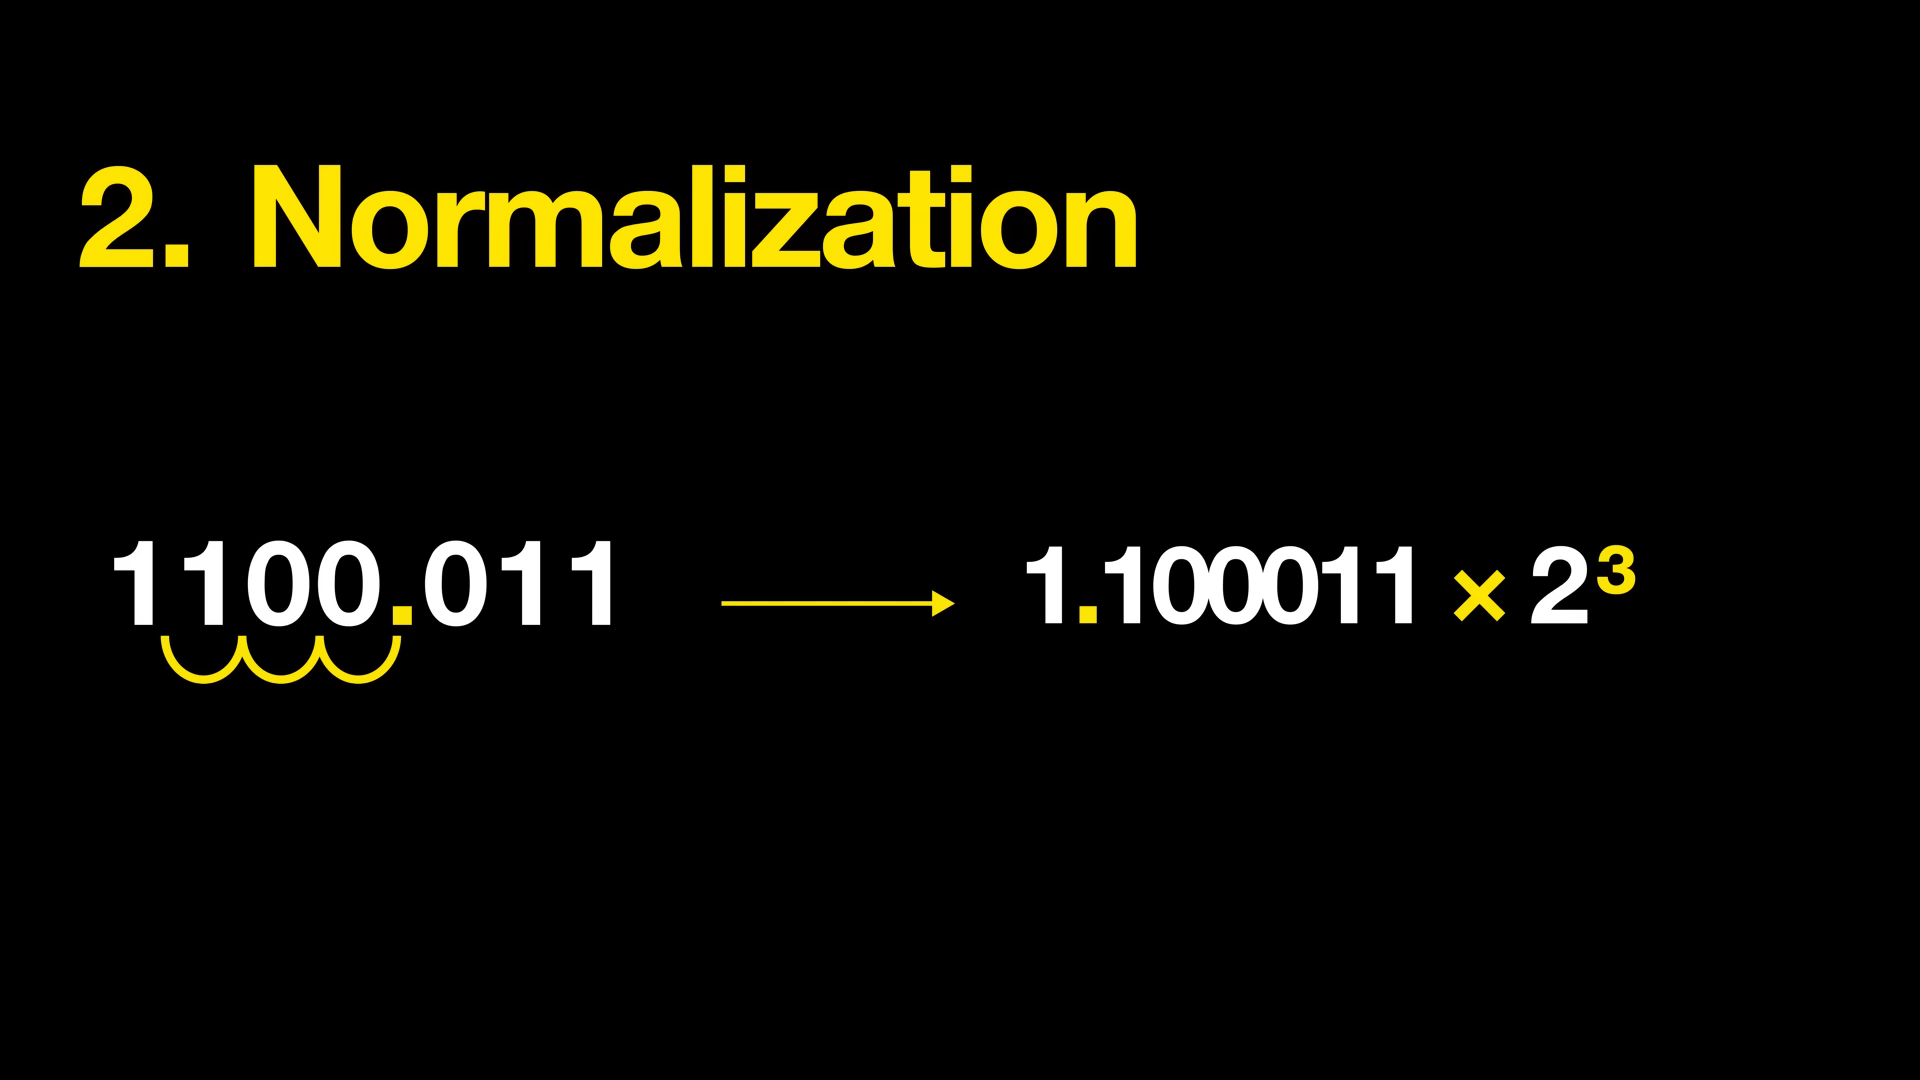 2. Normalization
1100.011 → 1.100011 × 2³